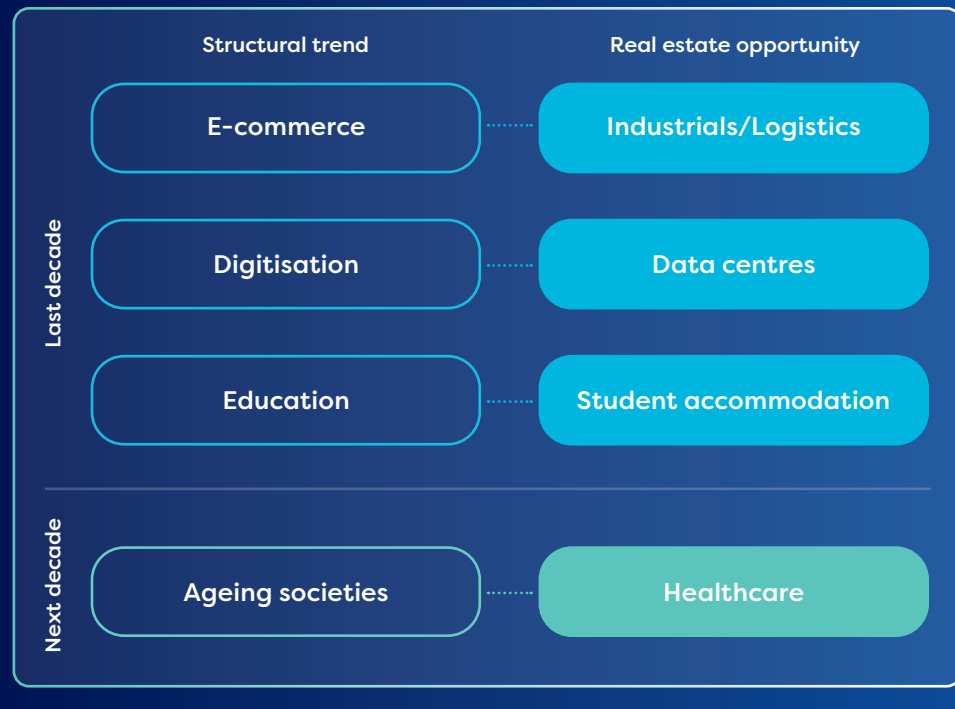 Structural trend
Real estate opportunity
Last decade
E-commerce
Industrials/Logistics
Digitisation
Data centres
Education
Student accommodation
Next decade
Ageing societies
Healthcare